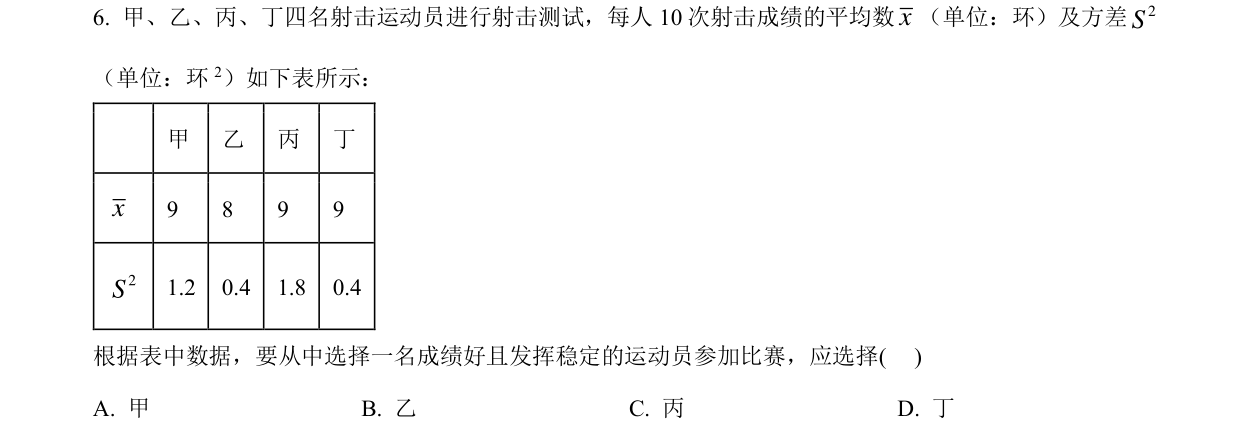 6. 甲、乙、丙、丁四名射击运动员进行射击测试，每人 10 次射击成绩的平均数 x̄（单位：环）及方差 S²
（单位：环²）如下表所示：
甲 乙 丙 丁
x̄ 9 8 9 9
S² 1.2 0.4 1.8 0.4
根据表中数据，要从中选择一名成绩好且发挥稳定的运动员参加比赛，应选择( )
A. 甲 B. 乙 C. 丙 D. 丁